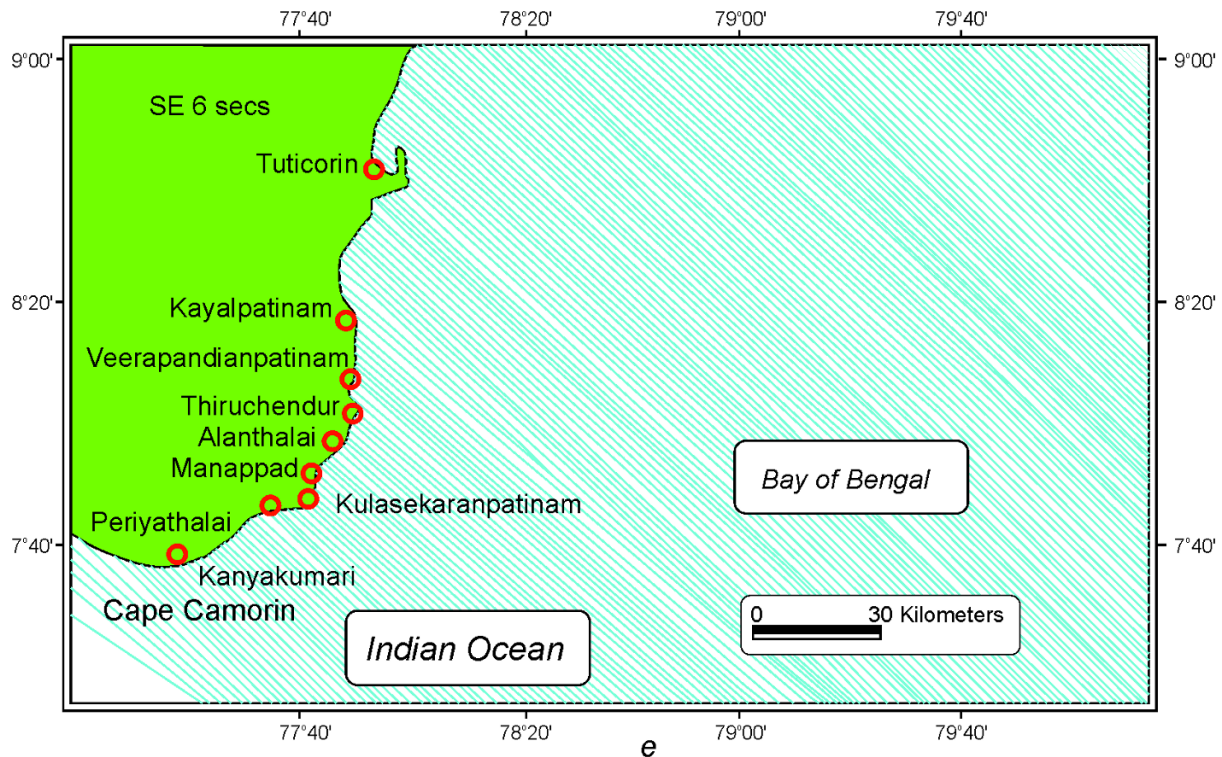 77°40' 78°20' 79°00' 79°40'
9°00' 9°00'
SE 6 secs
Tuticorin
8°20' Kayalpatinam 8°20'
Veerapandianpatinam
Thiruchendur
Alanthalai
Manappad
Bay of Bengal
Kulasekaranpatinam
Periyathalai
7°40' 7°40'
Kanyakumari
Cape Camorin
0 30 Kilometers
Indian Ocean
77°40' 78°20' 79°00' 79°40'
e